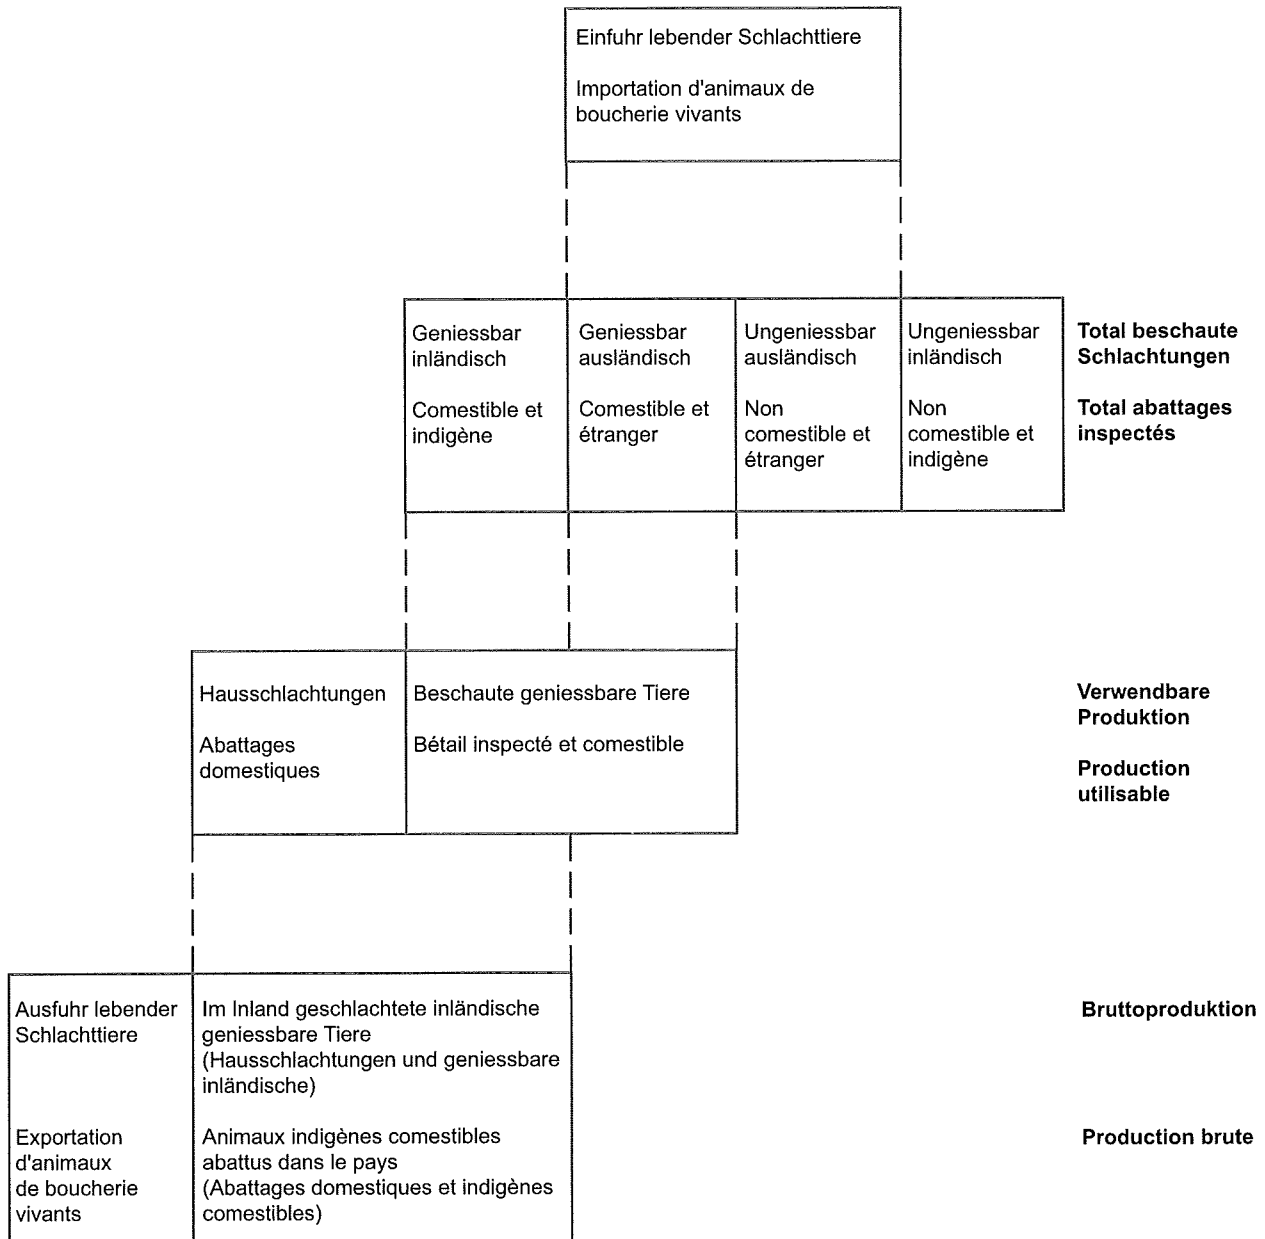 Einfuhr lebender Schlachttiere
Importation d'animaux de
boucherie vivants
Geniessbar
inländisch
Comestible et
indigène
Geniessbar
ausländisch
Comestible et
étranger
Ungeniessbar
ausländisch
Non
comestible et
étranger
Ungeniessbar
inländisch
Non
comestible et
indigène
Total beschaute
Schlachtungen
Total abattages
inspectés
Hausschlachtungen
Abattages
domestiques
Beschaute geniessbare Tiere
Bétail inspecté et comestible
Verwendbare
Produktion
Production
utilisable
Ausfuhr lebender
Schlachttiere
Exportation
d'animaux
de boucherie
vivants
Im Inland geschlachtete inländische
geniessbare Tiere
(Hausschlachtungen und geniessbare
inländische)
Animaux indigènes comestibles
abattus dans le pays
(Abattages domestiques et indigènes
comestibles)
Bruttoproduktion
Production brute